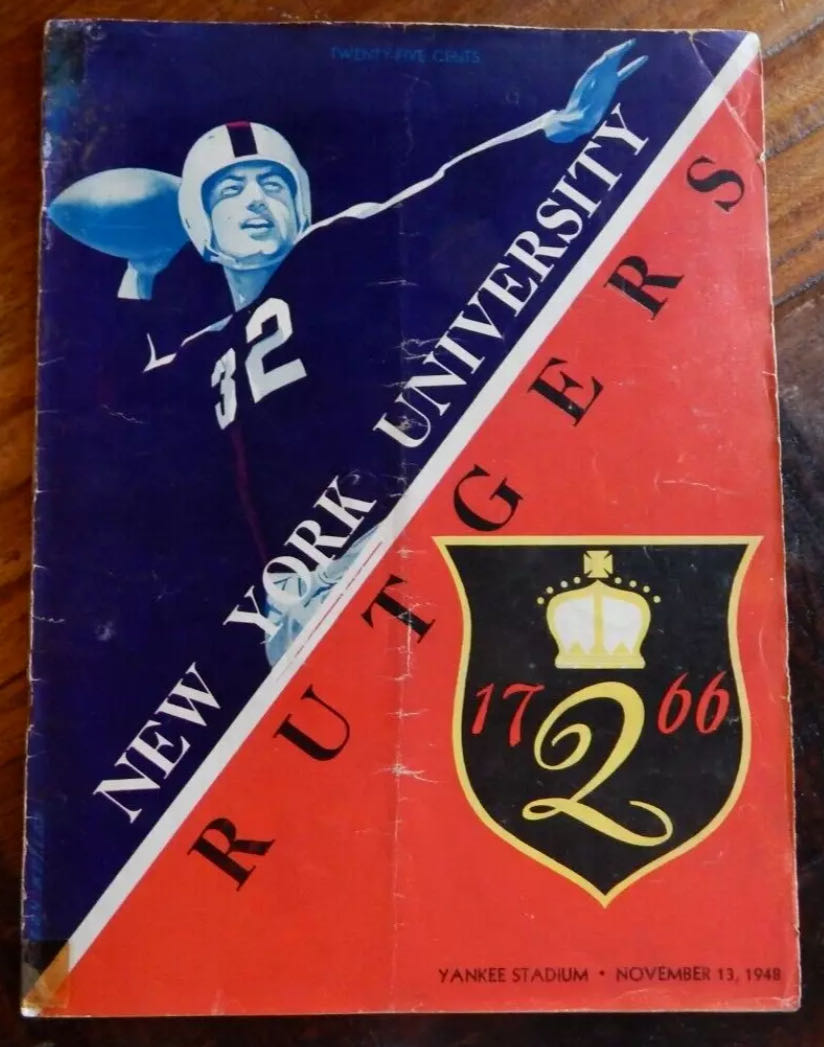 TWENTY-FIVE CENTS
32
NEW YORK UNIVERSITY
RUTGERS
17 2 66
YANKEE STADIUM • NOVEMBER 13, 1948